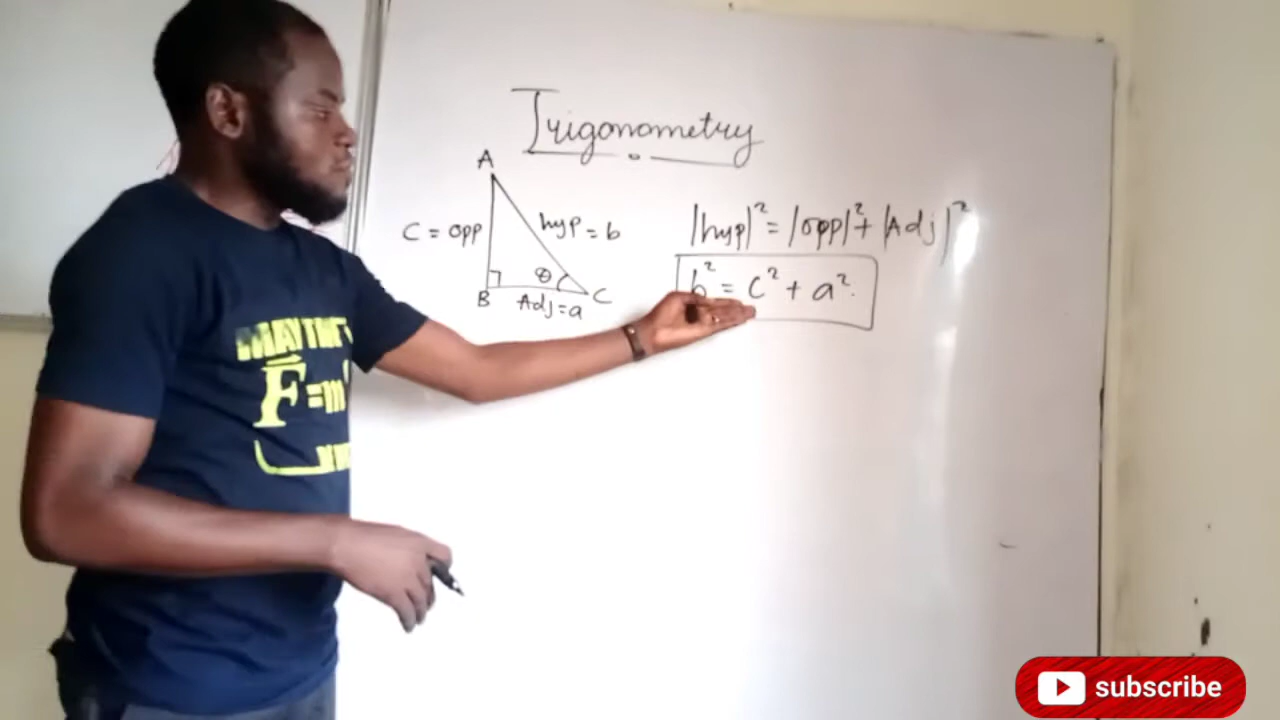 Trigonometry
A
C = opp
hyp = b
θ
B
C
Adj = a
|hyp|² = |opp|² + |Adj|²
b² = c² + a².
F = m
subscribe